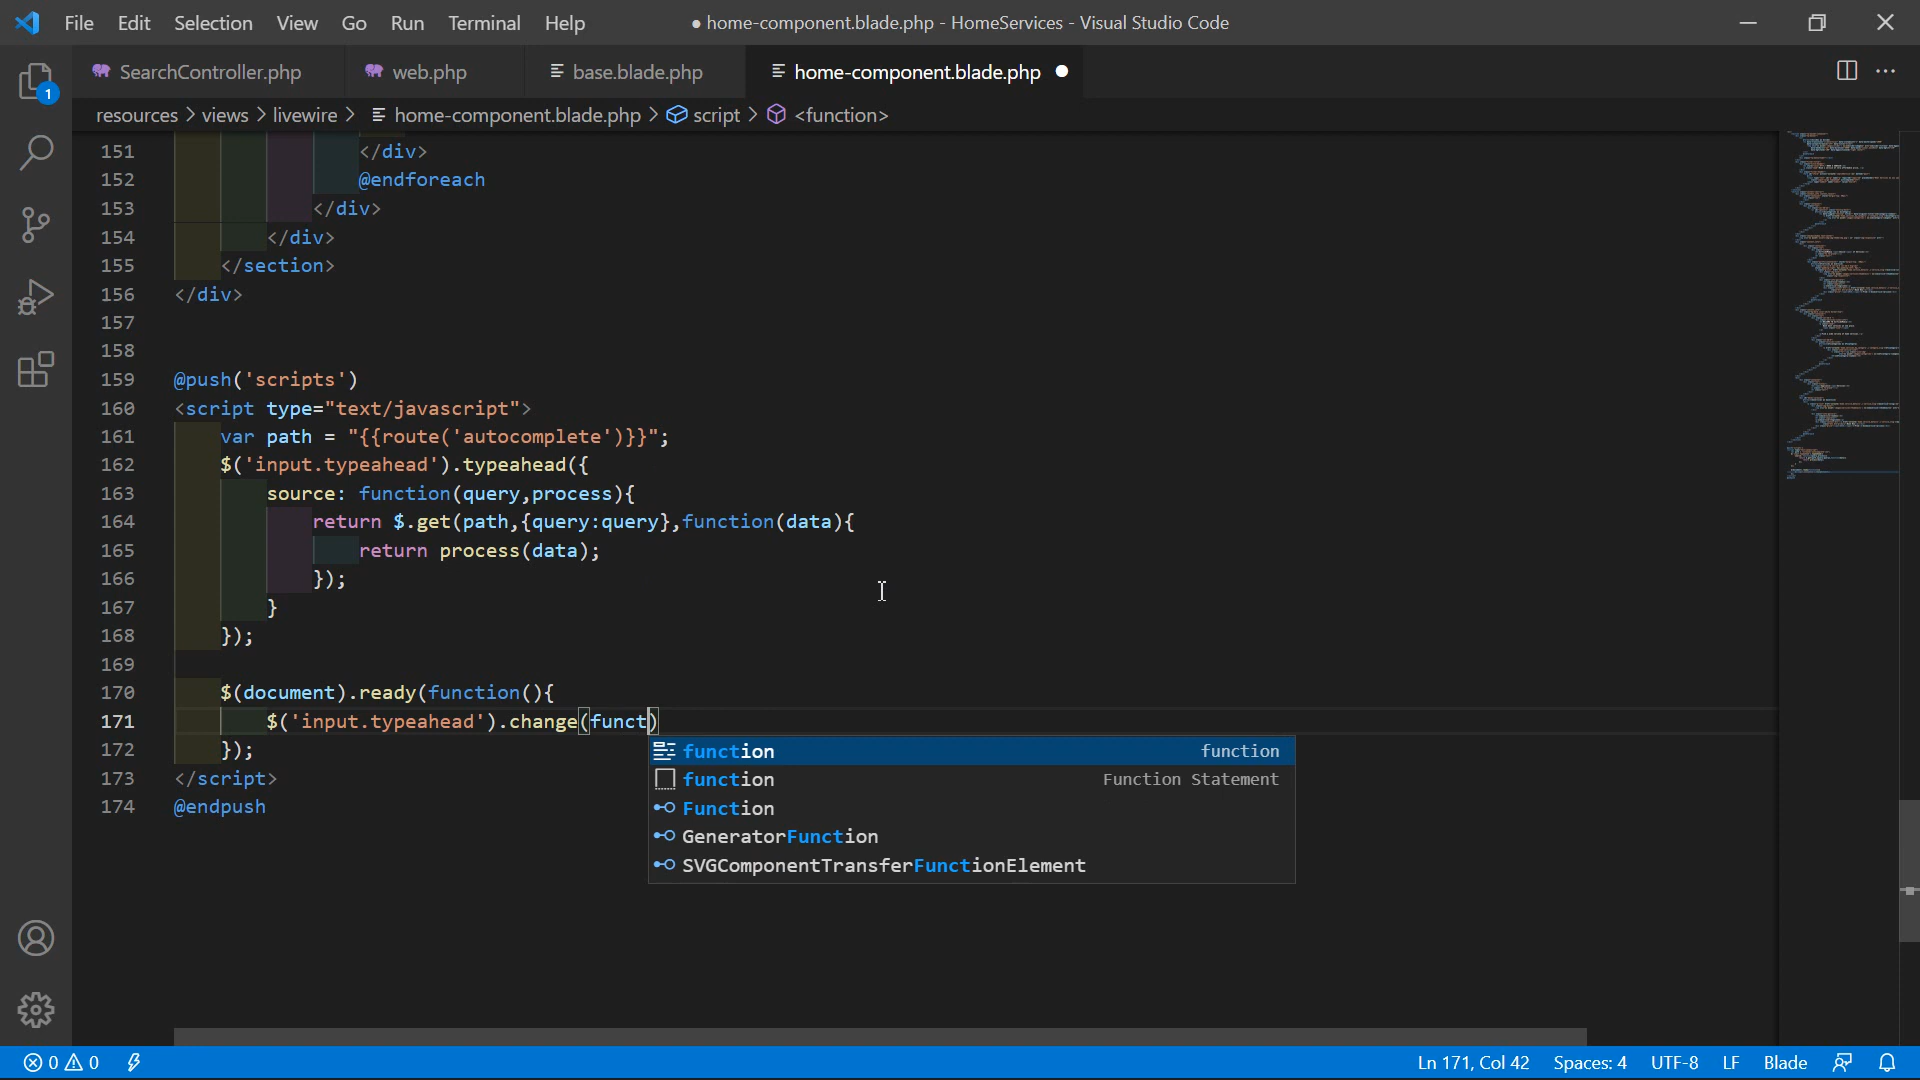 File Edit Selection View Go Run Terminal Help ● home-component.blade.php - HomeServices - Visual Studio Code
SearchController.php web.php base.blade.php home-component.blade.php
resources > views > livewire > home-component.blade.php > script > <function>
1
151 </div>
152 @endforeach
153 </div>
154 </div>
155 </section>
156 </div>
157
158
159 @push('scripts')
160 <script type="text/javascript">
161 var path = "{{route('autocomplete')}}";
162 $('input.typeahead').typeahead({
163 source: function(query,process){
164 return $.get(path,{query:query},function(data){
165 return process(data);
166 });
167 }
168 });
169
170 $(document).ready(function(){
171 $('input.typeahead').change(funct)
172 });
173 </script>
174 @endpush
function function
function Function Statement
Function
GeneratorFunction
SVGComponentTransferFunctionElement
0 0 Ln 171, Col 42 Spaces: 4 UTF-8 LF Blade